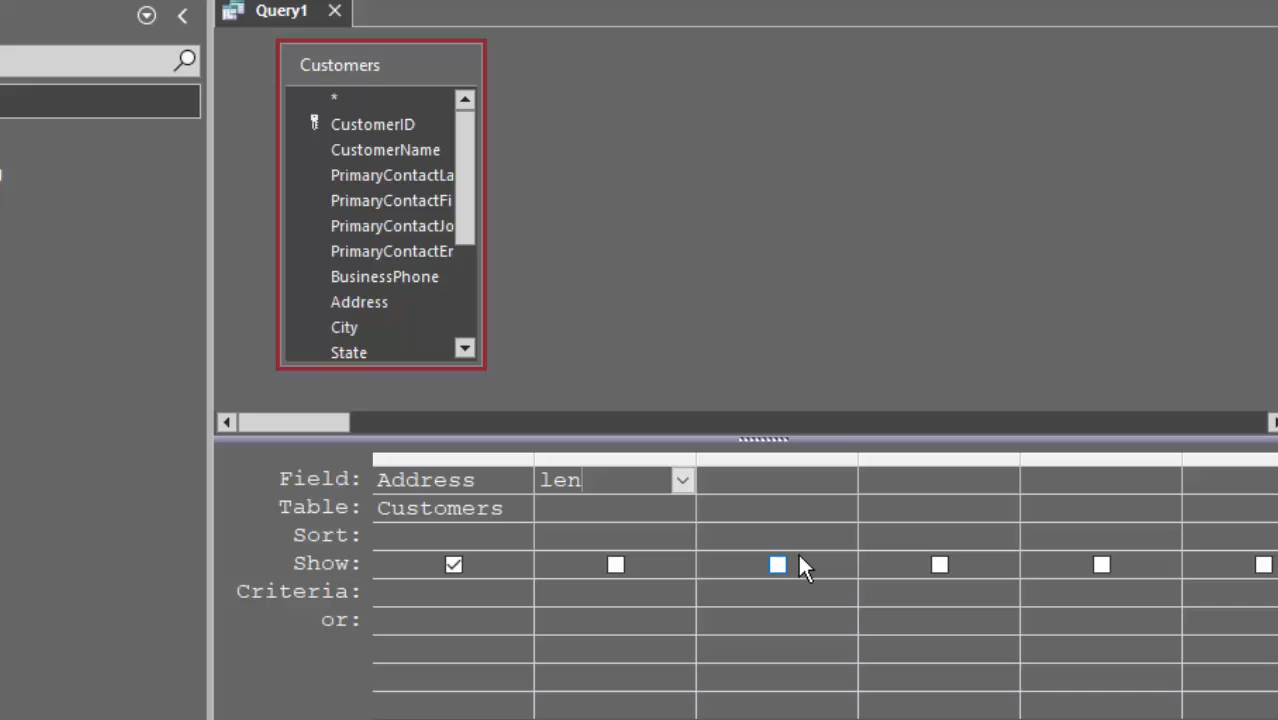 Query1
Customers
*
CustomerID
CustomerName
PrimaryContactLa
PrimaryContactFi
PrimaryContactJo
PrimaryContactEr
BusinessPhone
Address
City
State
Field: Address len
Table: Customers
Sort:
Show:
Criteria:
or: